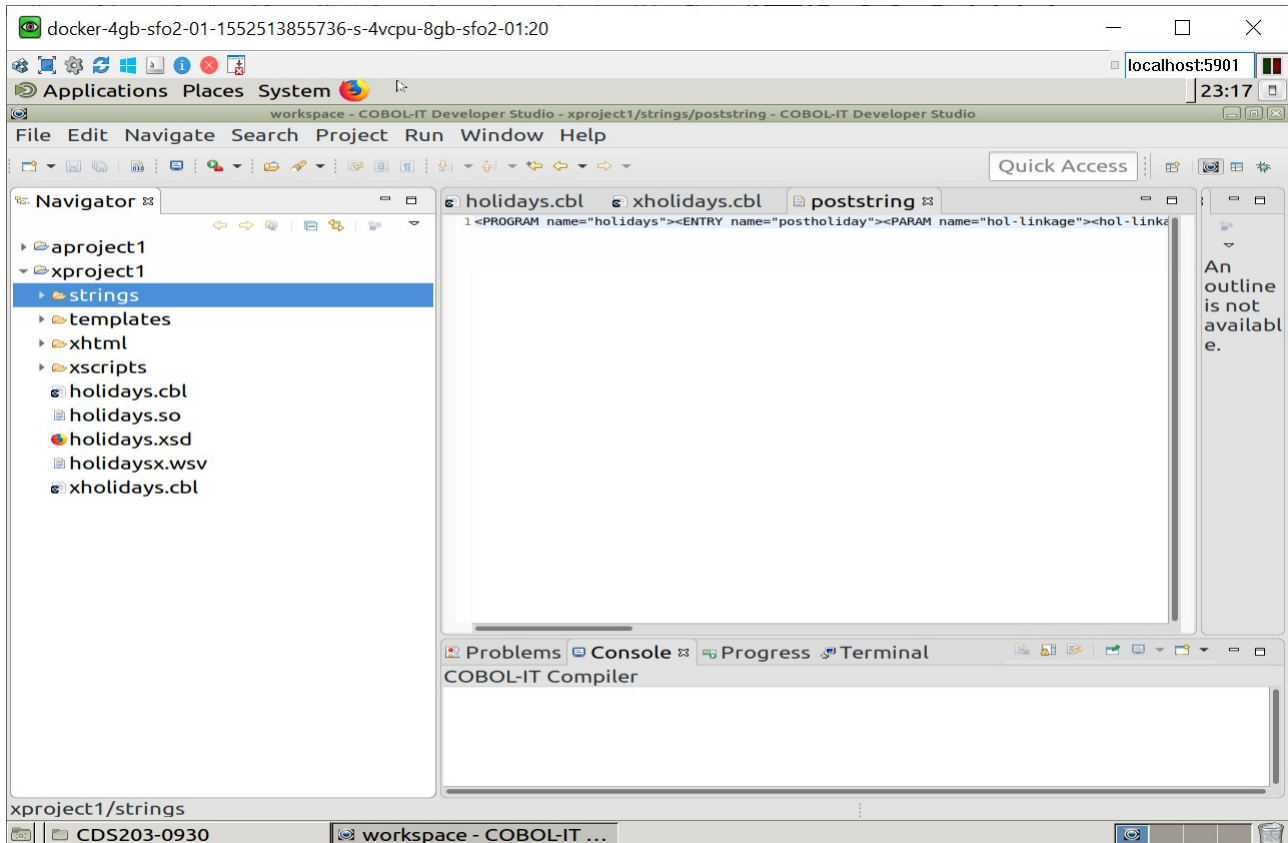 docker-4gb-sfo2-01-1552513855736-s-4vcpu-8gb-sfo2-01:20
localhost:5901
Applications Places System
23:17
workspace - COBOL-IT Developer Studio - xproject1/strings/poststring - COBOL-IT Developer Studio
File Edit Navigate Search Project Run Window Help
Quick Access
Navigator
aproject1
xproject1
strings
templates
xhtml
xscripts
holidays.cbl
holidays.so
holidays.xsd
holidaysx.wsv
xholidays.cbl
holidays.cbl xholidays.cbl poststring
1 <PROGRAM name="holidays"><ENTRY name="postholiday"><PARAM name="hol-linkage"><hol-linka
An
outline
is not
availabl
e.
Problems Console Progress Terminal
COBOL-IT Compiler
xproject1/strings
CDS203-0930 workspace - COBOL-IT ...